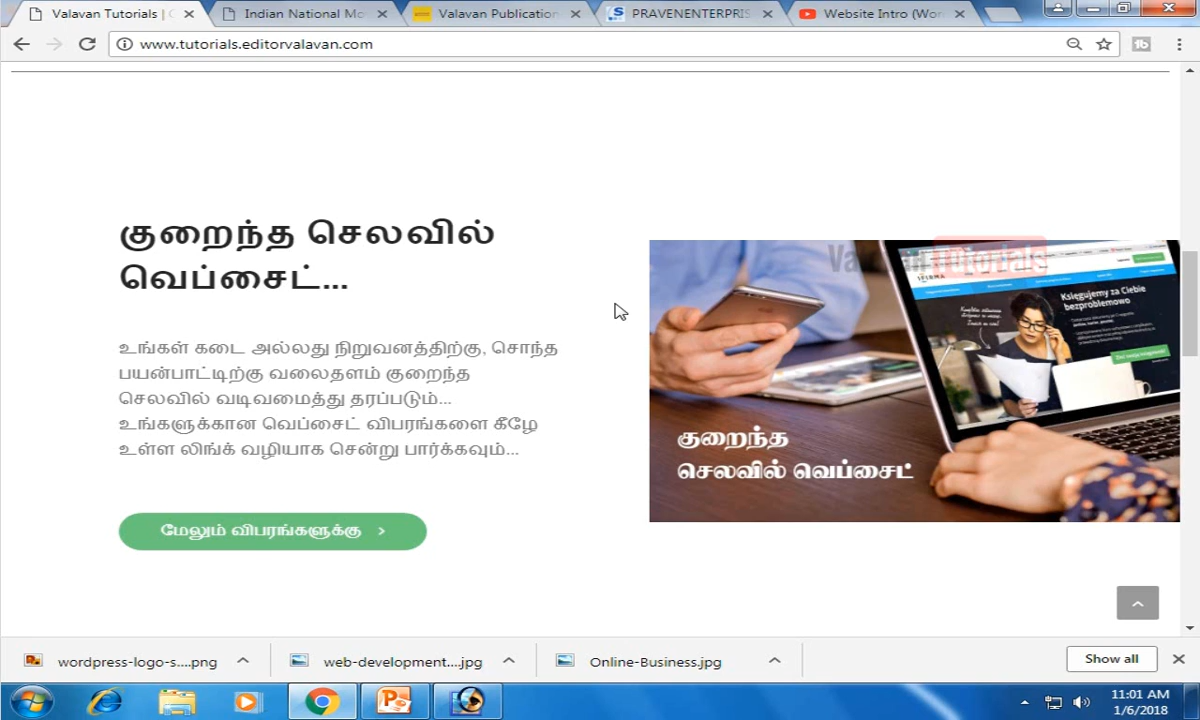 Valavan Tutorials |
Indian National Mo
Valavan Publication
PRAVENENTERPRIS
Website Intro (Wor
www.tutorials.editorvalavan.com
குறைந்த செலவில்
வெப்சைட்...
உங்கள் கடை அல்லது நிறுவனத்திற்கு, சொந்த
பயன்பாட்டிற்கு வலைதளம் குறைந்த
செலவில் வடிவமைத்து தரப்படும்...
உங்களுக்கான வெப்சைட் விபரங்களை கீழே
உள்ள லிங்க் வழியாக சென்று பார்க்கவும்...
மேலும் விபரங்களுக்கு >
Valavan Tutorials
Księgujemy za Ciebie
bezproblemowo
குறைந்த
செலவில் வெப்சைட்
wordpress-logo-s....png
web-development....jpg
Online-Business.jpg
Show all
11:01 AM
1/6/2018